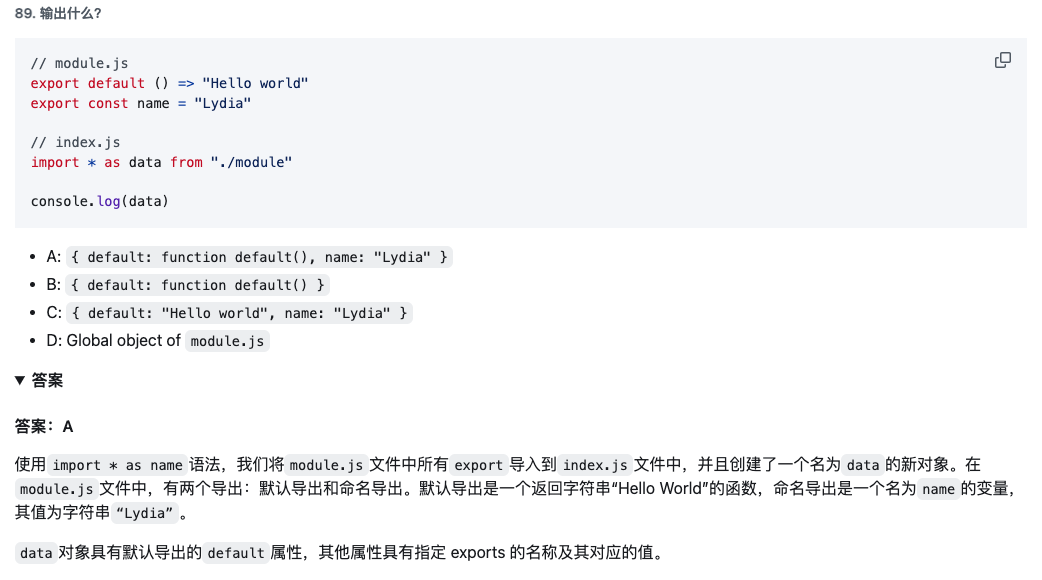 89. 输出什么?
// module.js
export default () => "Hello world"
export const name = "Lydia"
// index.js
import * as data from "./module"
console.log(data)
• A: { default: function default(), name: "Lydia" }
• B: { default: function default() }
• C: { default: "Hello world", name: "Lydia" }
• D: Global object of module.js
▼ 答案
答案：A
使用 import * as name 语法，我们将 module.js 文件中所有 export 导入到 index.js 文件中，并且创建了一个名为 data 的新对象。在
module.js 文件中，有两个导出：默认导出和命名导出。默认导出是一个返回字符串“Hello World”的函数，命名导出是一个名为 name 的变量，
其值为字符串 “Lydia” 。
data 对象具有默认导出的 default 属性，其他属性具有指定 exports 的名称及其对应的值。